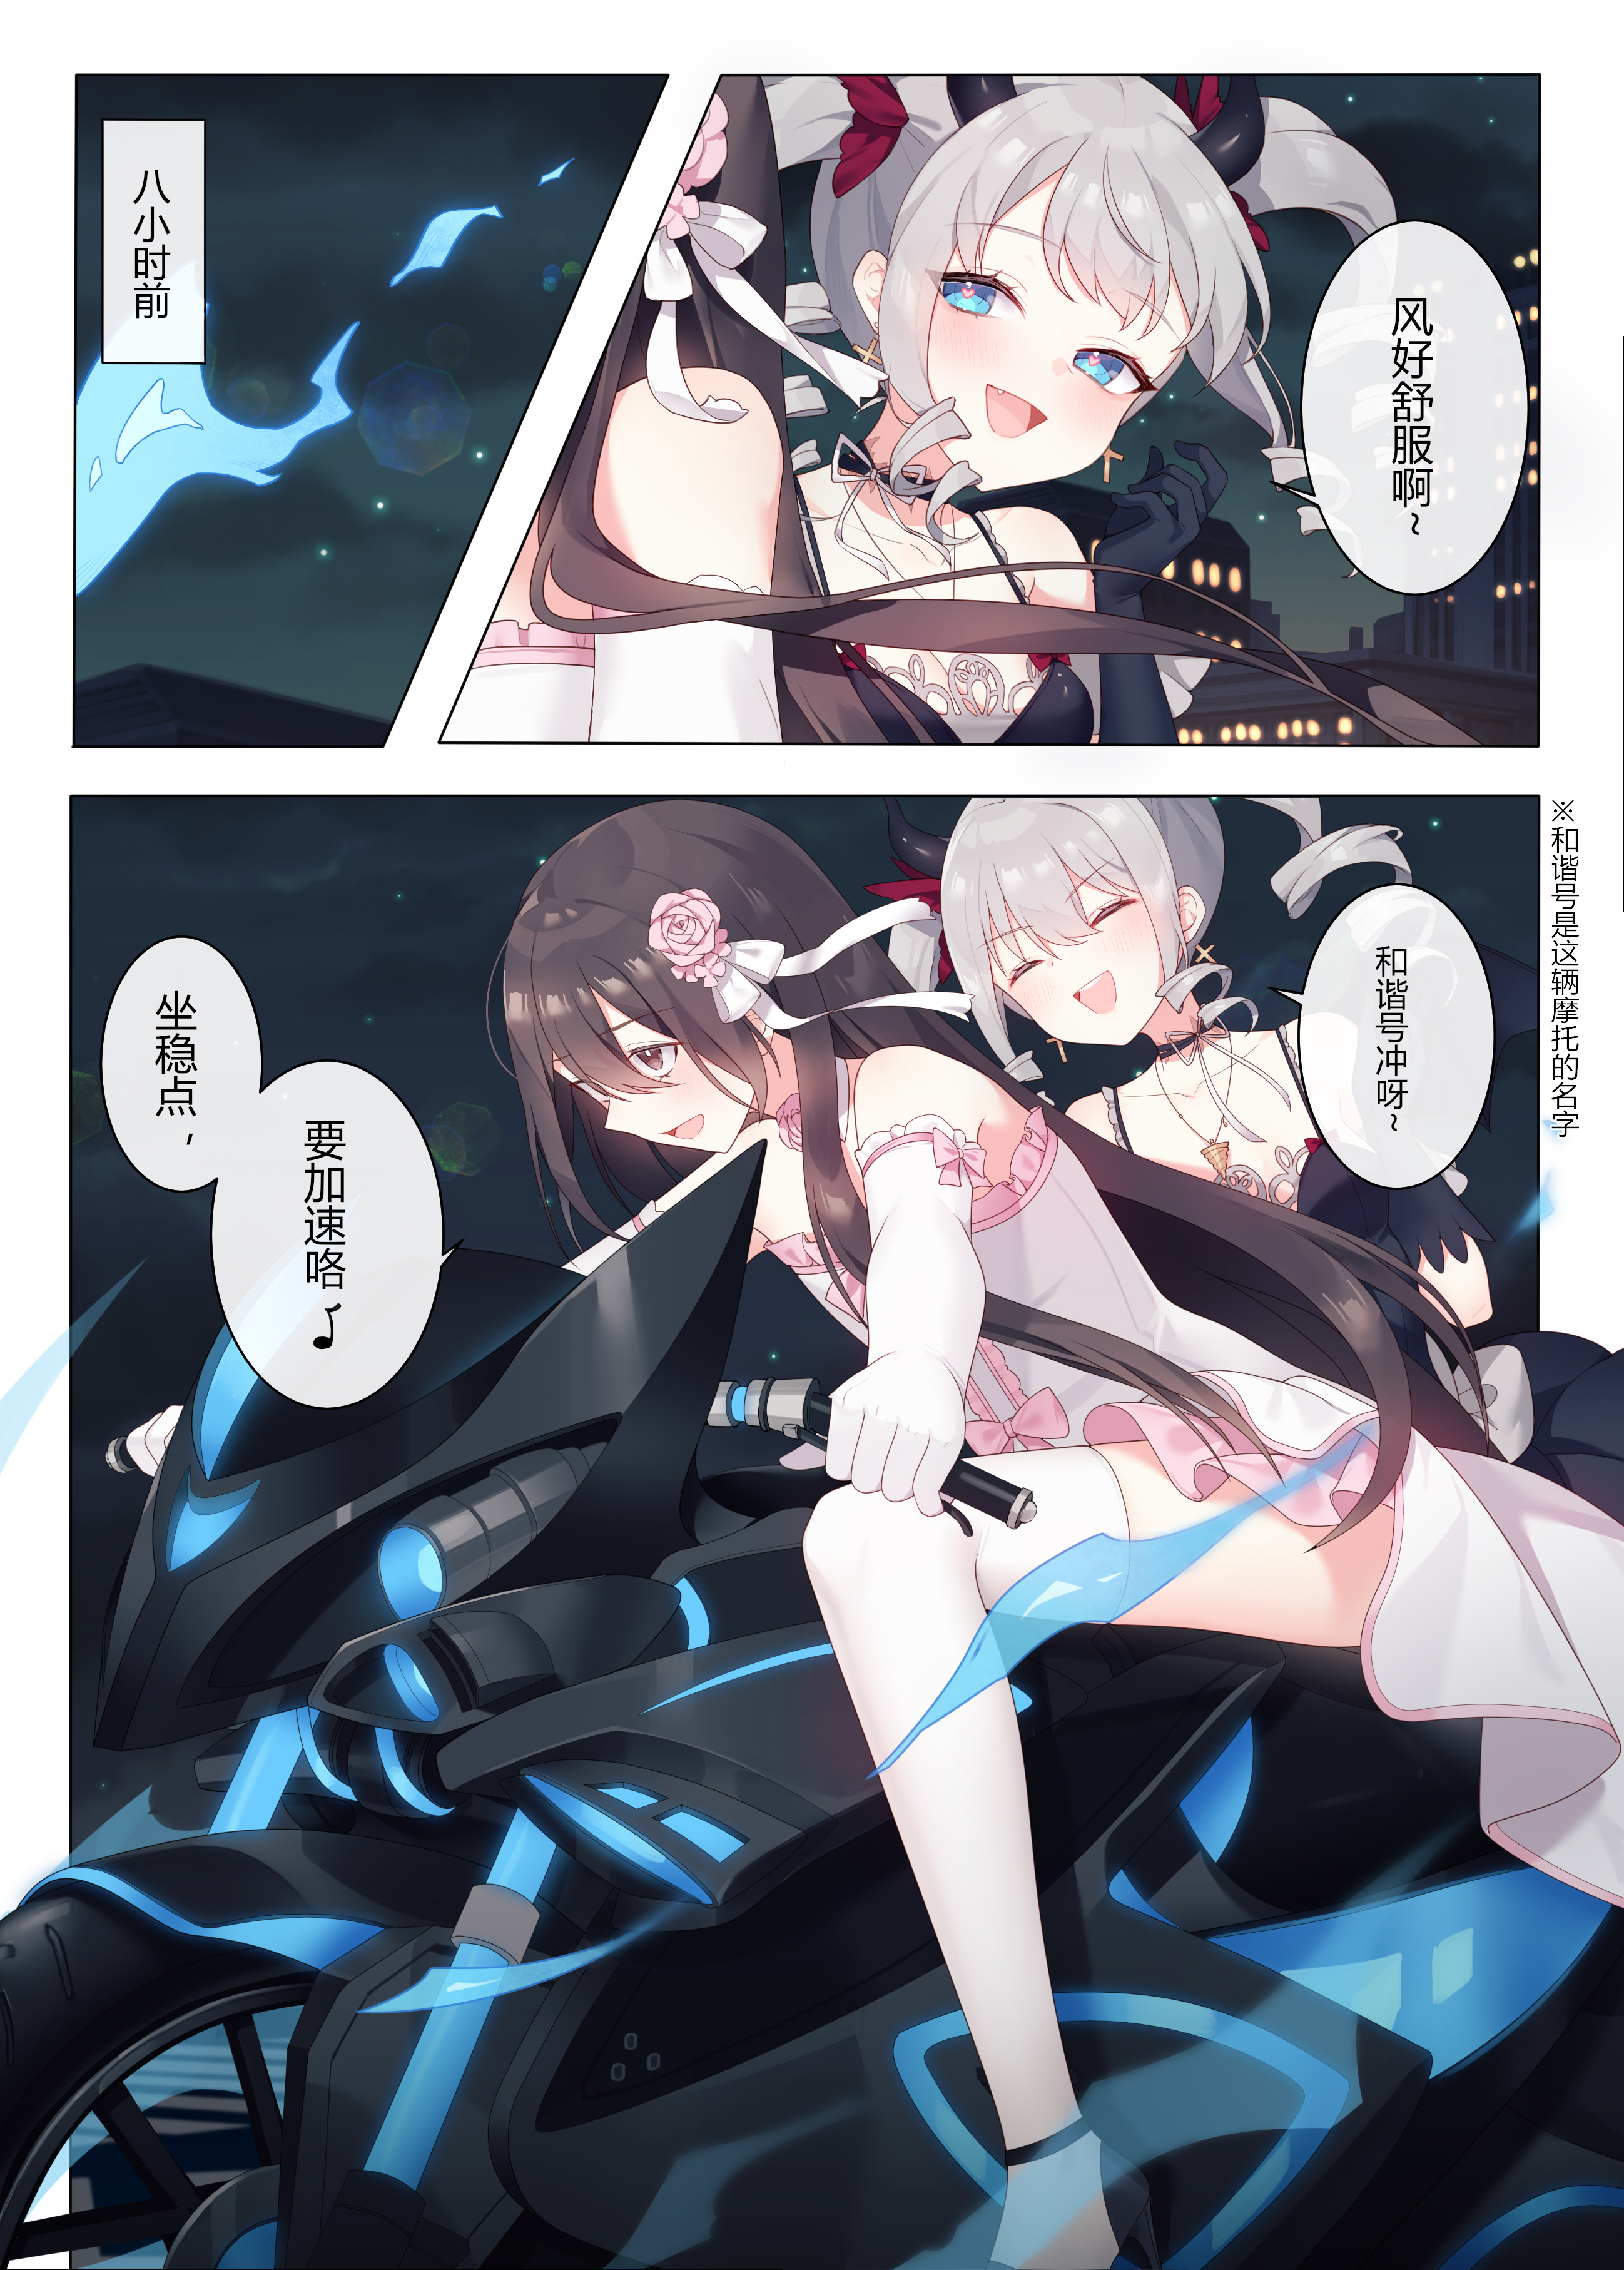 八小时前
风好舒服啊~
※和谐号是这辆摩托的名字
和谐号冲呀~
坐稳点，
要加速咯♪